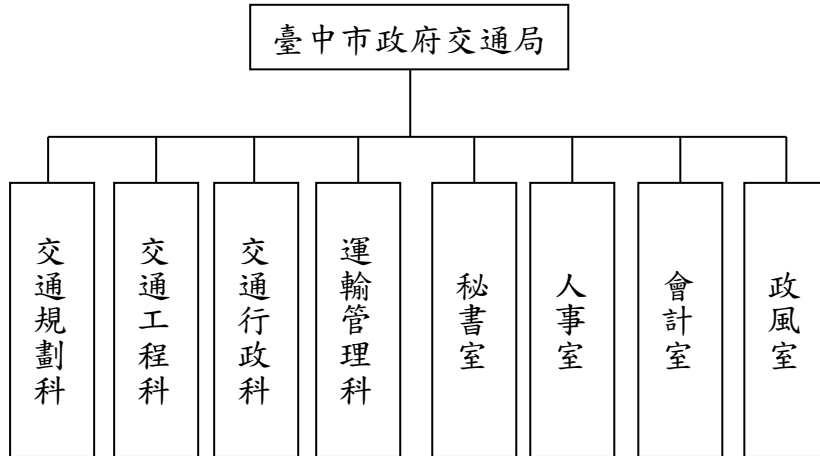 臺中市政府交通局
交通規劃科
交通工程科
交通行政科
運輸管理科
秘書室
人事室
會計室
政風室